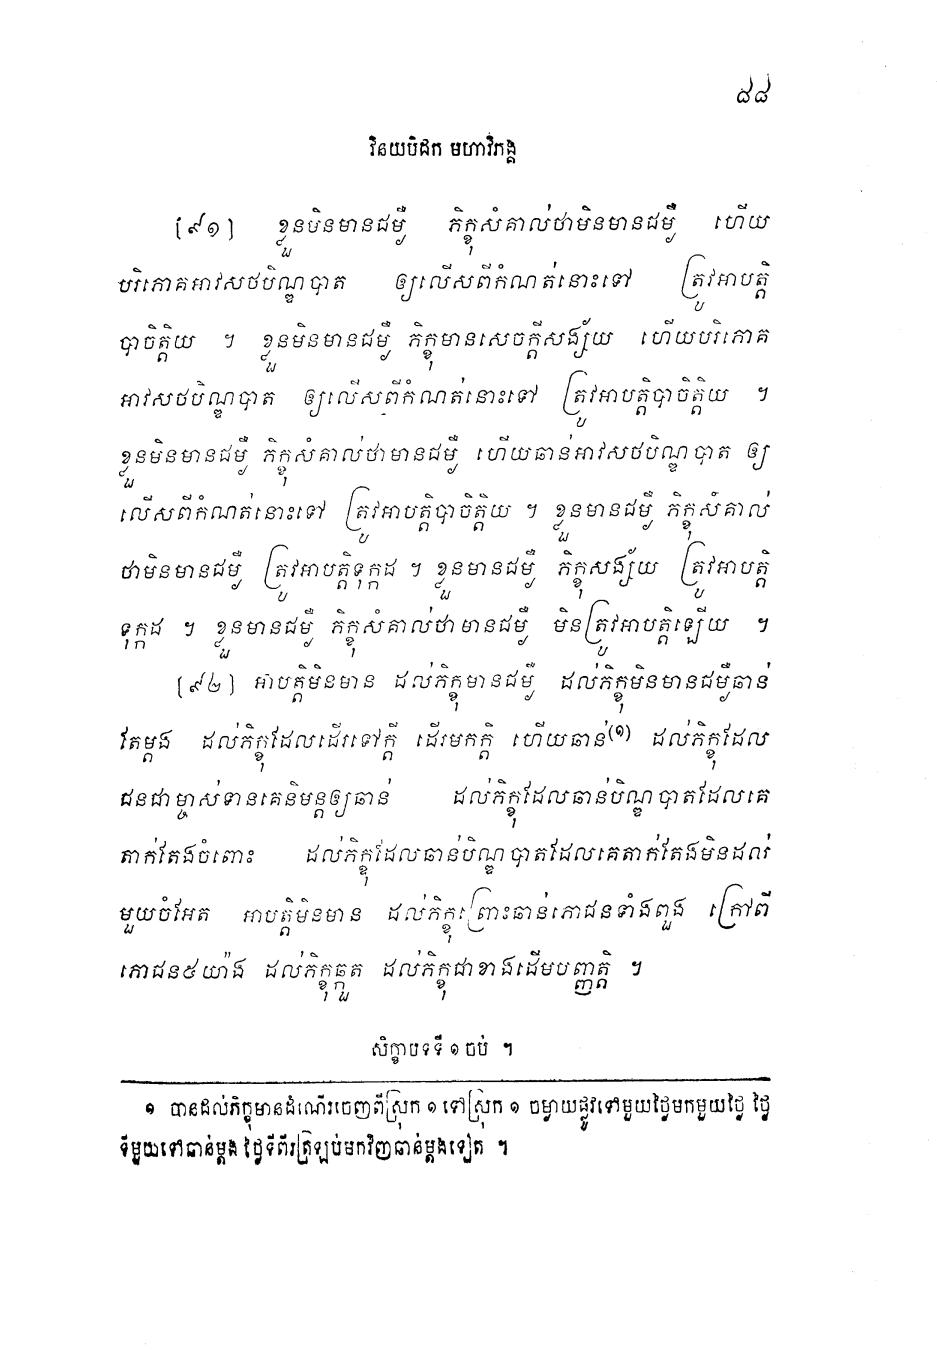 ៨៨
វិនយបិដក មហាវិភង្គ
[៩១] ខ្លួនមិនមានជម្ងឺ ភិក្ខុសំគាល់ថាមិនមានជម្ងឺ ហើយ
បរិភោគអាវសថបិណ្ឌបាត ឲ្យលើសពីកំណត់នោះទៅ ត្រូវអាបត្តិ
បាចិត្តិយ ។ ខ្លួនមិនមានជម្ងឺ ភិក្ខុមានសេចក្តីសង្ស័យ ហើយបរិភោគ
អាវសថបិណ្ឌបាត ឲ្យលើសពីកំណត់នោះទៅ ត្រូវអាបត្តិបាចិត្តិយ ។
ខ្លួនមិនមានជម្ងឺ ភិក្ខុសំគាល់ថាមានជម្ងឺ ហើយឆាន់អាវសថបិណ្ឌបាត ឲ្យ
លើសពីកំណត់នោះទៅ ត្រូវអាបត្តិបាចិត្តិយ ។ ខ្លួនមានជម្ងឺ ភិក្ខុសំគាល់
ថាមិនមានជម្ងឺ ត្រូវអាបត្តិទុក្កដ ។ ខ្លួនមានជម្ងឺ ភិក្ខុសង្ស័យ ត្រូវអាបត្តិ
ទុក្កដ ។ ខ្លួនមានជម្ងឺ ភិក្ខុសំគាល់ថាមានជម្ងឺ មិនត្រូវអាបត្តិឡើយ ។
[៩២] អាបត្តិមិនមាន ដល់ភិក្ខុមានជម្ងឺ ដល់ភិក្ខុមិនមានជម្ងឺឆាន់
តែម្តង ដល់ភិក្ខុដែលដើរទៅក្តី ដើរមកក្តី ហើយឆាន់(១) ដល់ភិក្ខុដែល
ជនជាម្ចាស់ទានគេនិមន្តឲ្យឆាន់ ដល់ភិក្ខុដែលឆាន់បិណ្ឌបាតដែលគេ
តាក់តែងចំពោះ ដល់ភិក្ខុដែលឆាន់បិណ្ឌបាតដែលគេតាក់តែងមិនដល់
មួយចំអែត អាបត្តិមិនមាន ដល់ភិក្ខុព្រោះឆាន់ភោជនទាំងពួង ក្រៅពី
ភោជន៥យ៉ាង ដល់ភិក្ខុឆ្កួត ដល់ភិក្ខុជាខាងដើមបញ្ញត្តិ ។
សិក្ខាបទទី ១ ចប់ ។
១ បានដល់ភិក្ខុមានដំណើរចេញពីស្រុក ១ ទៅស្រុក ១ ចម្ងាយផ្លូវទៅមួយថ្ងៃមកមួយថ្ងៃ ថ្ងៃ
ទីមួយទៅឆាន់ម្តង ថ្ងៃទីពីរត្រឡប់មកវិញឆាន់ម្តងទៀត ។